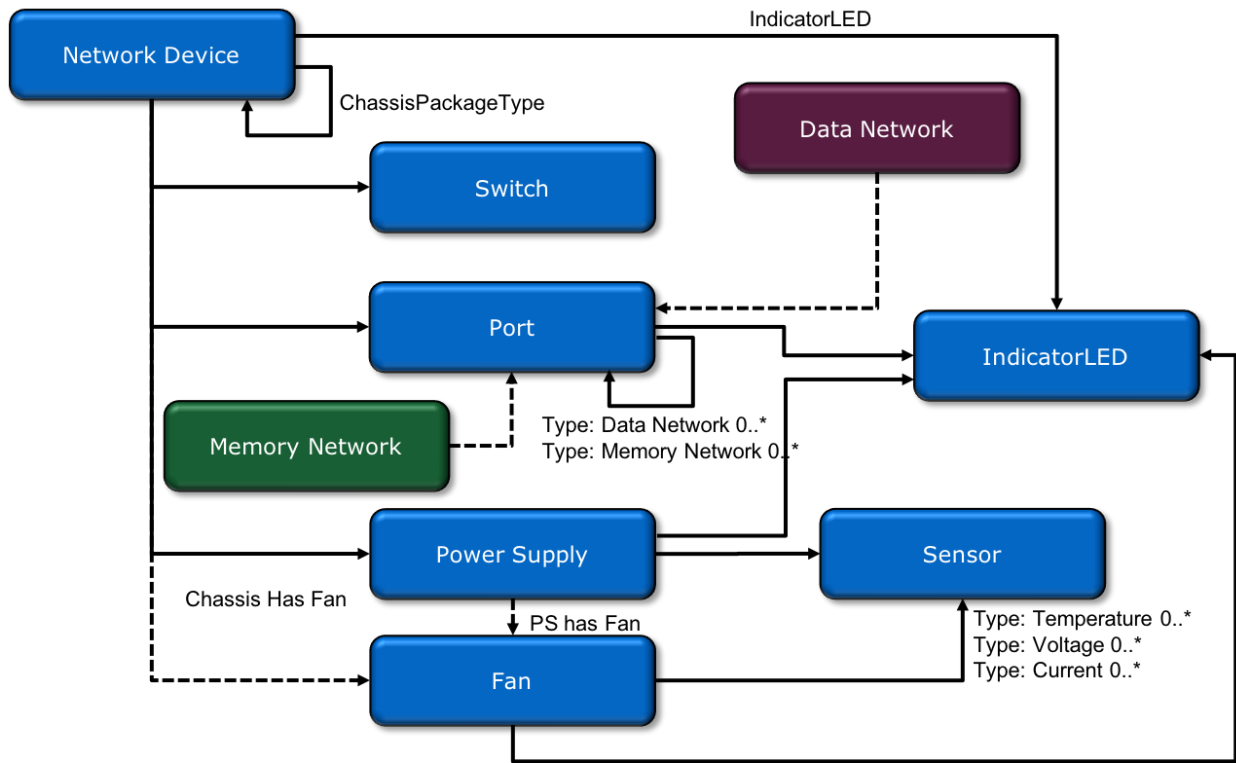 IndicatorLED
Network Device
ChassisPackageType
Data Network
Switch
Port
IndicatorLED
Type: Data Network 0..*
Type: Memory Network 0..*
Memory Network
Power Supply
Sensor
Chassis Has Fan
PS has Fan
Type: Temperature 0..*
Type: Voltage 0..*
Type: Current 0..*
Fan